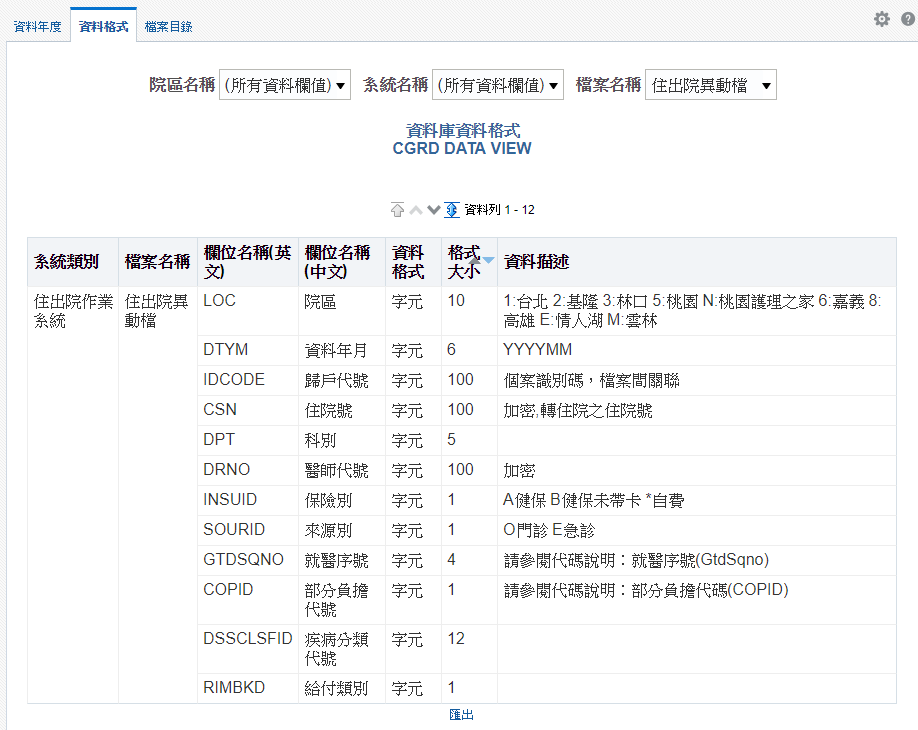 資料年度 資料格式 檔案目錄
院區名稱 (所有資料欄值) 系統名稱 (所有資料欄值) 檔案名稱 住出院異動檔
資料庫資料格式
CGRD DATA VIEW
資料列 1 - 12
系統類別 檔案名稱 欄位名稱(英文) 欄位名稱(中文) 資料格式 格式大小 資料描述
住出院作業系統 住出院異動檔 LOC 院區 字元 10 1:台北 2:基隆 3:林口 5:桃園 N:桃園護理之家 6:嘉義 8:高雄 E:情人湖 M:雲林
DTYM 資料年月 字元 6 YYYYMM
IDCODE 歸戶代號 字元 100 個案識別碼，檔案間關聯
CSN 住院號 字元 100 加密,轉住院之住院號
DPT 科別 字元 5
DRNO 醫師代號 字元 100 加密
INSUID 保險別 字元 1 A健保 B健保未帶卡 *自費
SOURID 來源別 字元 1 O門診 E急診
GTDSQNO 就醫序號 字元 4 請參閱代碼說明：就醫序號(GtdSqno)
COPID 部分負擔代號 字元 1 請參閱代碼說明：部分負擔代碼(COPID)
DSSCLSFID 疾病分類代號 字元 12
RIMBKD 給付類別 字元 1
匯出